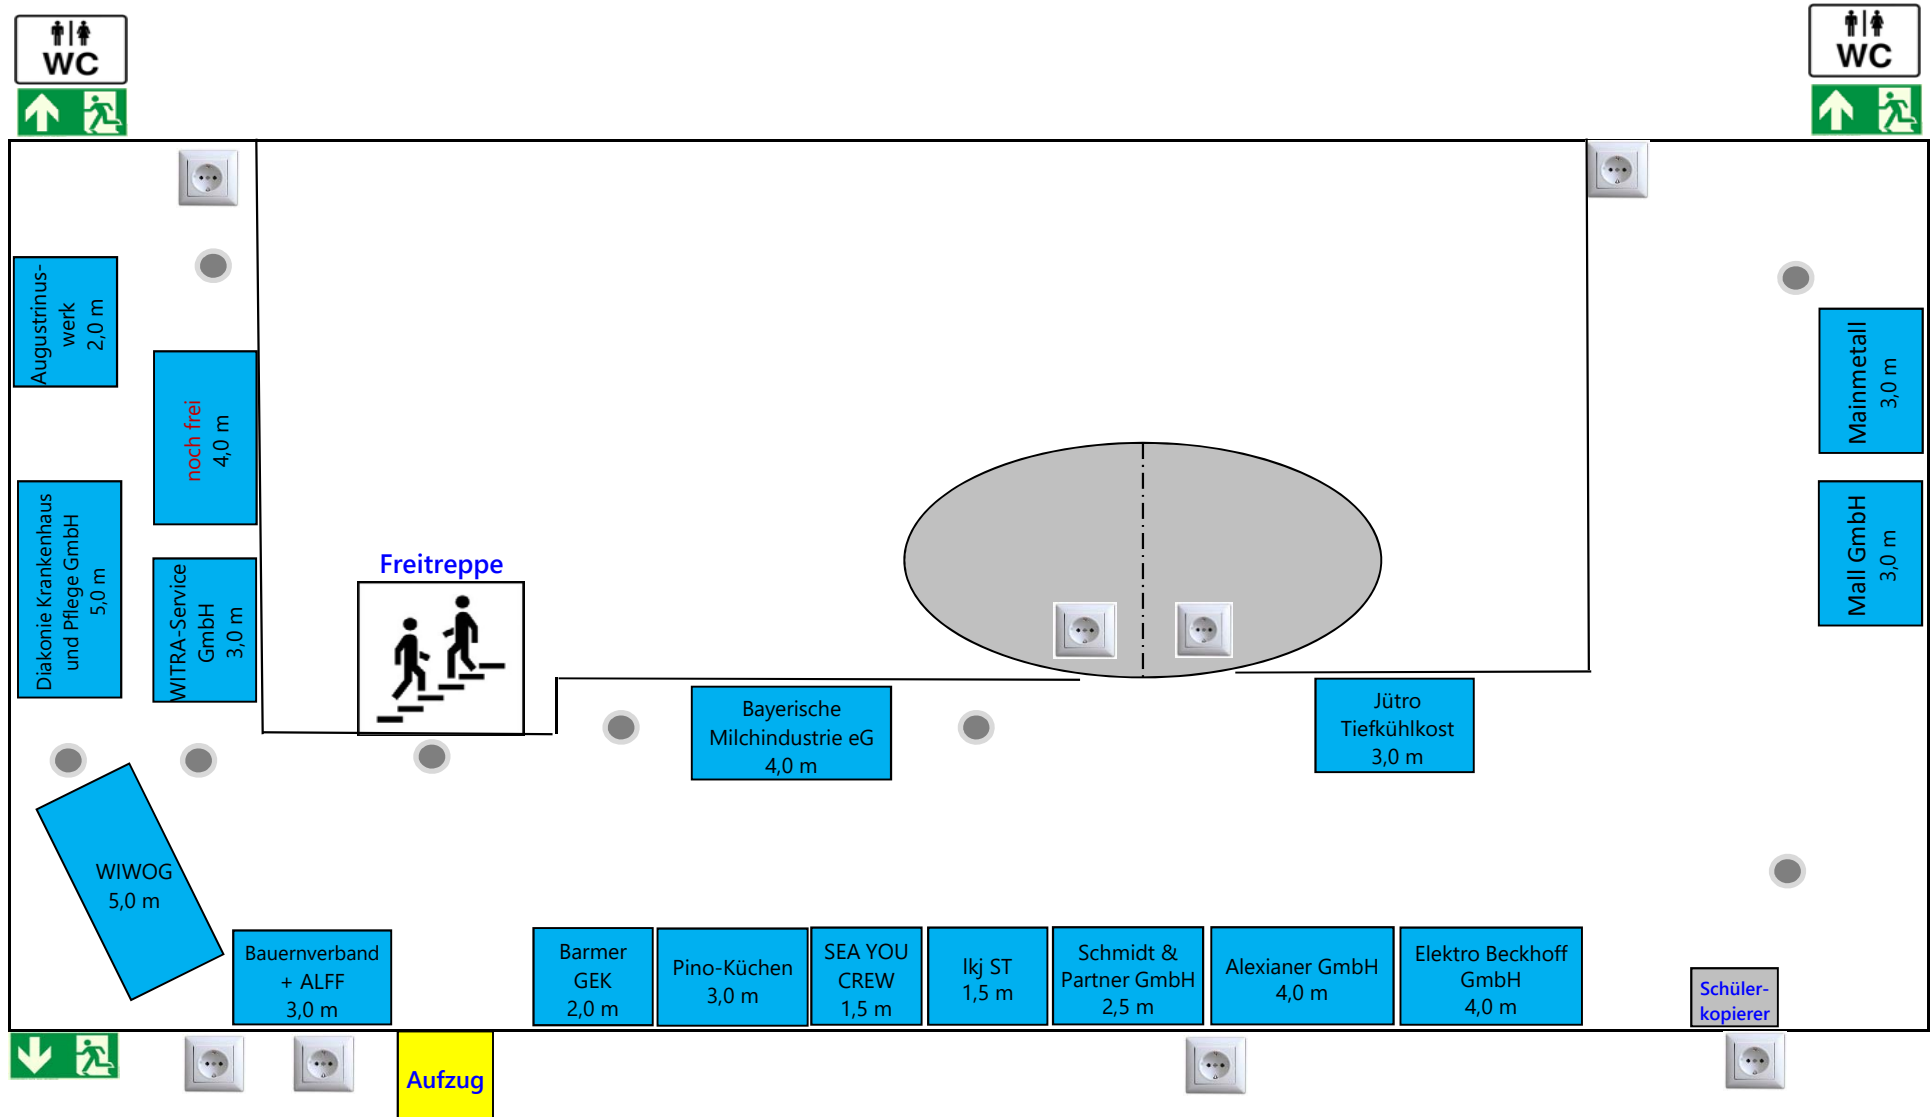 WC
WC
Augustrinus-
werk
2,0 m
noch frei
4,0 m
Mainmetall
3,0 m
Diakonie Krankenhaus
und Pflege GmbH
5,0 m
WITRA-Service
GmbH
3,0 m
Freitreppe
Mall GmbH
3,0 m
Bayerische
Milchindustrie eG
4,0 m
Jütro
Tiefkühlkost
3,0 m
WIWOG
5,0 m
Bauernverband
+ ALFF
3,0 m
Barmer
GEK
2,0 m
Pino-Küchen
3,0 m
SEA YOU
CREW
1,5 m
lkj ST
1,5 m
Schmidt &
Partner GmbH
2,5 m
Alexianer GmbH
4,0 m
Elektro Beckhoff
GmbH
4,0 m
Schüler-
kopierer
Aufzug